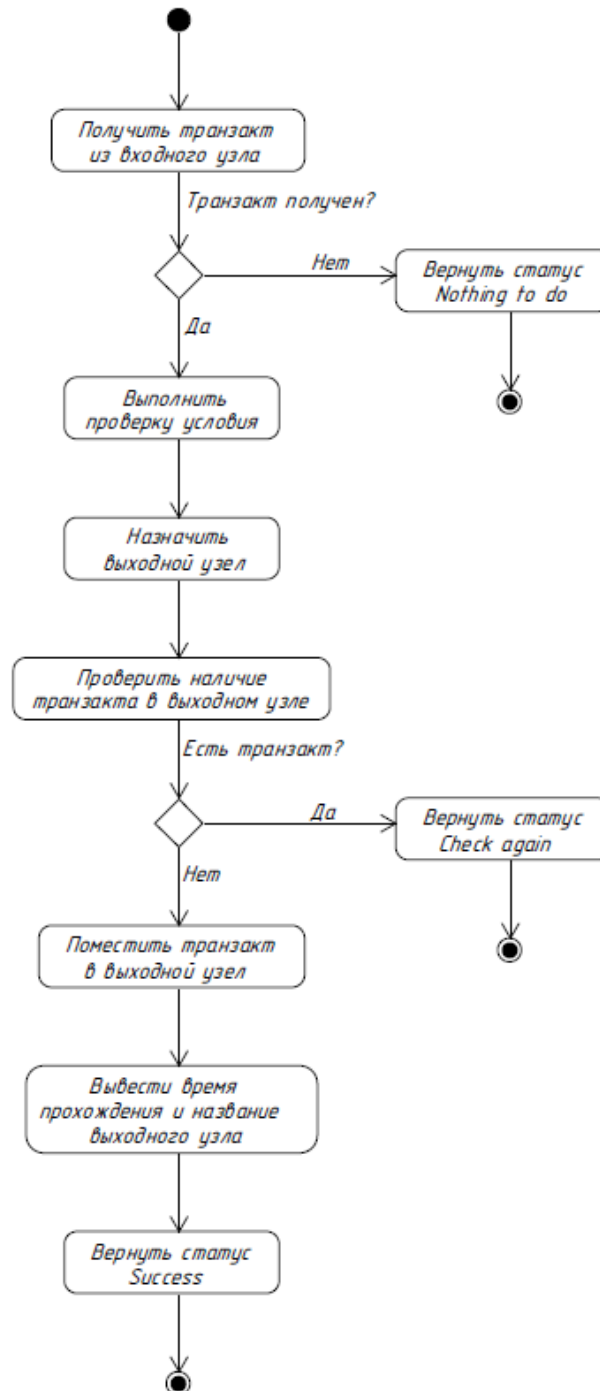 Получить транзакт
из входного узла
Транзакт получен?
Нет
Вернуть статус
Nothing to do
Да
Выполнить
проверку условия
Назначить
выходной узел
Проверить наличие
транзакта в выходном узле
Есть транзакт?
Да
Вернуть статус
Check again
Нет
Поместить транзакт
в выходной узел
Вывести время
прохождения и название
выходного узла
Вернуть статус
Success